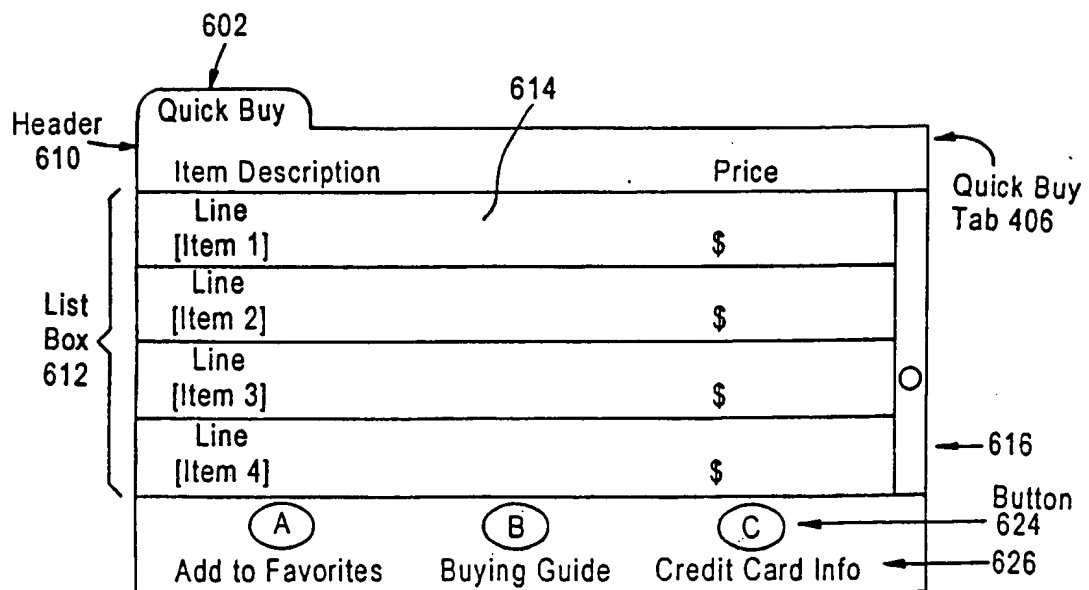 602
Quick Buy
614
Header
610
Item Description Price
Quick Buy
Tab 406
Line
[Item 1] $
Line
[Item 2] $
List
Box
612
Line
[Item 3] $
Line
[Item 4] $
616
A B C
Button
624
Add to Favorites Buying Guide Credit Card Info
626